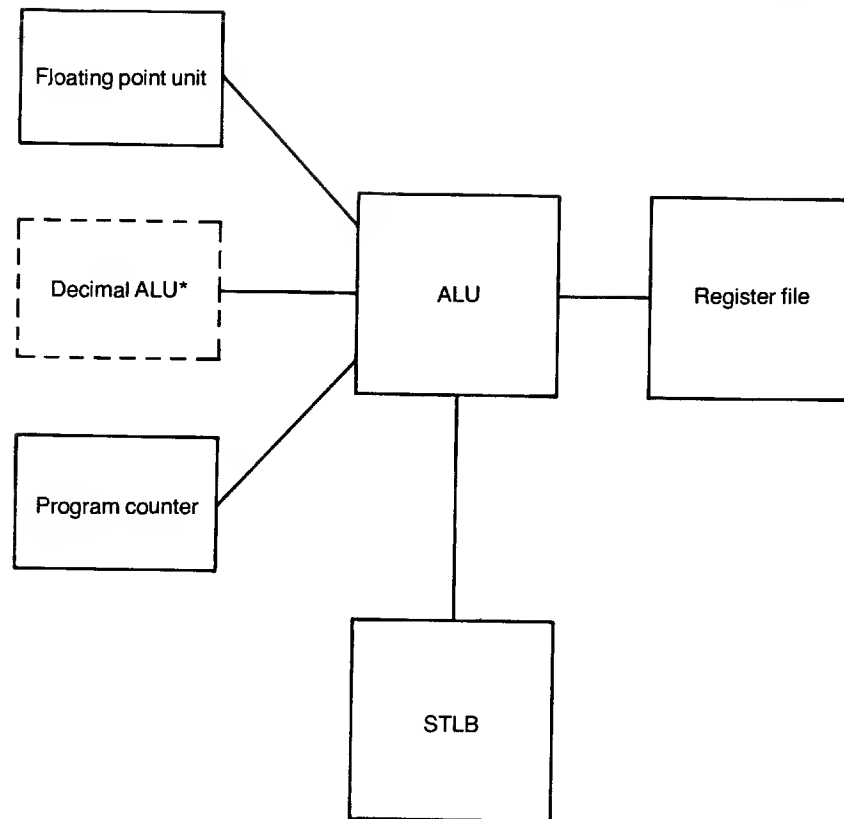 Floating point unit
Decimal ALU*
ALU
Register file
Program counter
STLB